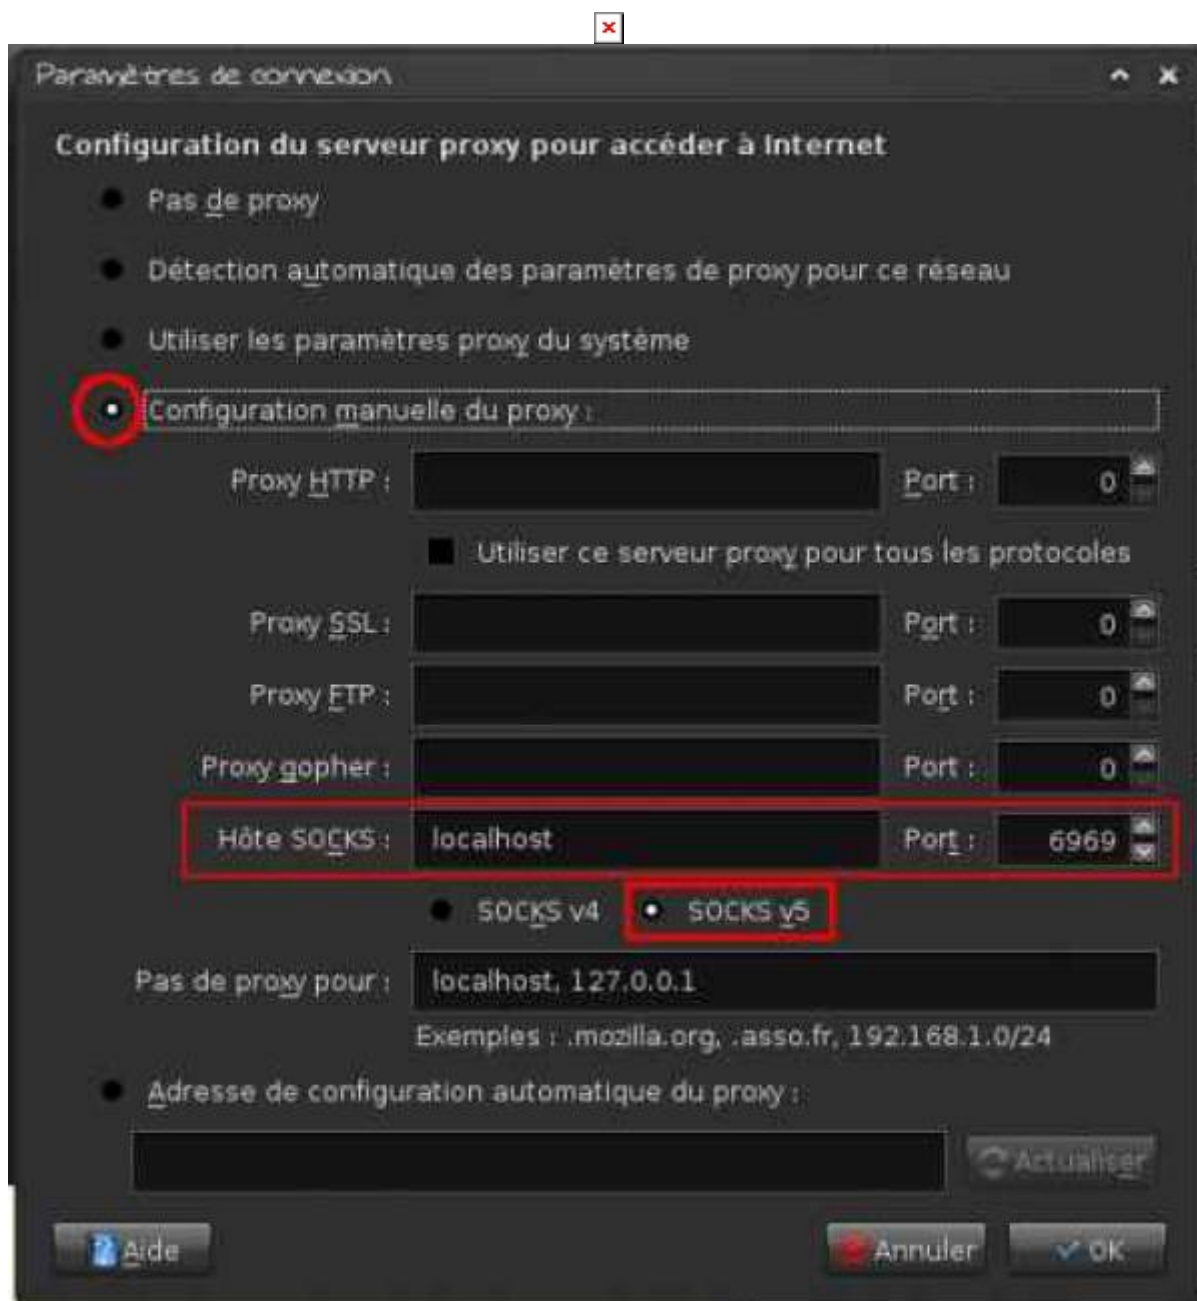 Paramètres de connexion
Configuration du serveur proxy pour accéder à Internet
Pas de proxy
Détection automatique des paramètres de proxy pour ce réseau
Utiliser les paramètres proxy du système
Configuration manuelle du proxy :
Proxy HTTP : Port : 0
Utiliser ce serveur proxy pour tous les protocoles
Proxy SSL : Port : 0
Proxy FTP : Port : 0
Proxy gopher : Port : 0
Hôte SOCKS : localhost Port : 6969
SOCKS v4 SOCKS v5
Pas de proxy pour : localhost, 127.0.0.1
Exemples : .mozilla.org, .asso.fr, 192.168.1.0/24
Adresse de configuration automatique du proxy :
Actualiser
Aide Annuler OK